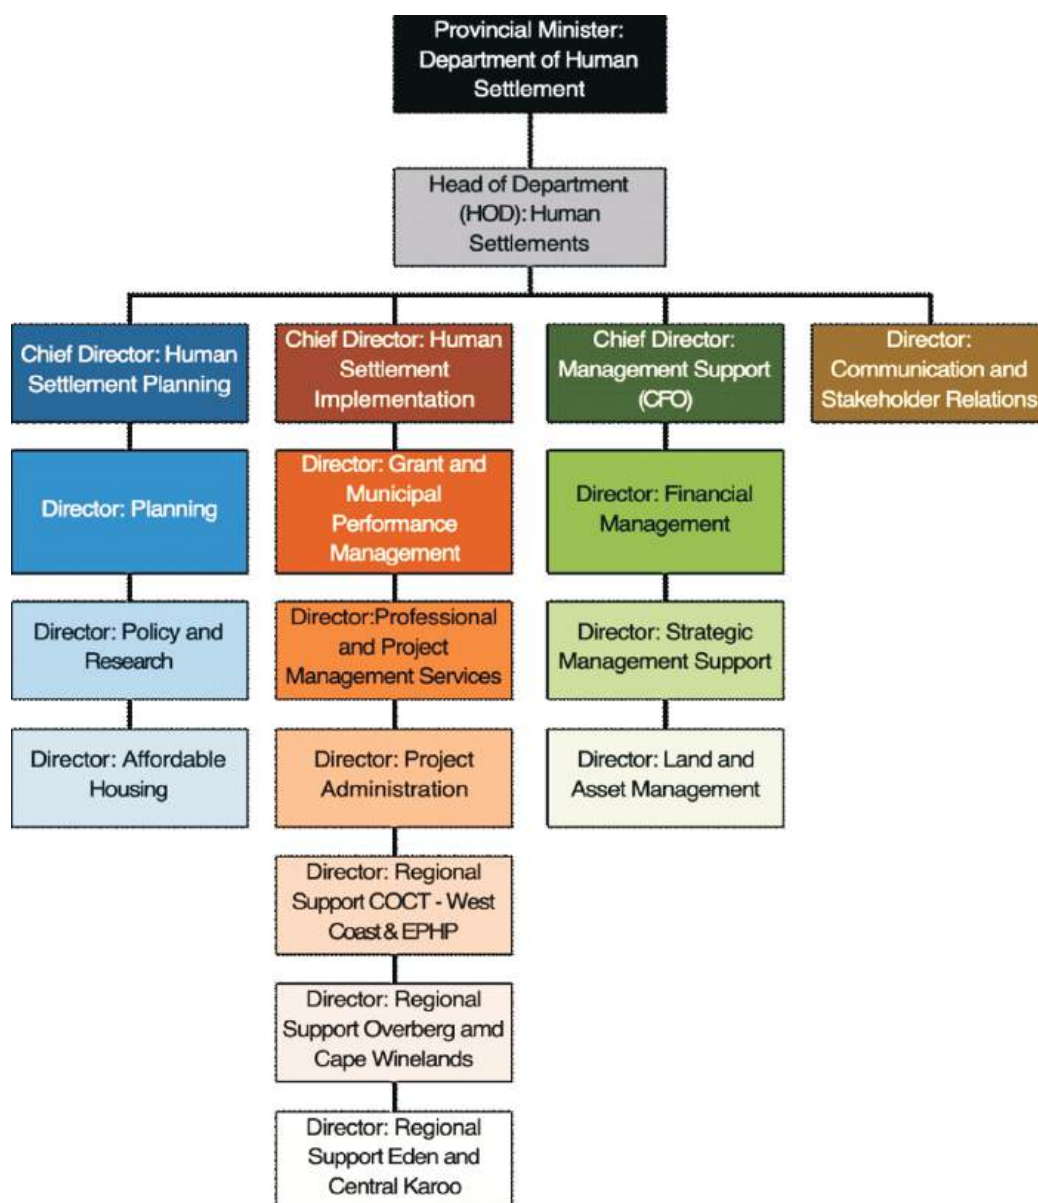 Provincial Minister:
Department of Human
Settlement
Head of Department
(HOD): Human
Settlements
Chief Director: Human
Settlement Planning
Chief Director: Human
Settlement
Implementation
Chief Director:
Management Support
(CFO)
Director:
Communication and
Stakeholder Relations
Director: Planning
Director: Grant and
Municipal
Performance
Management
Director: Financial
Management
Director: Policy and
Research
Director:Professional
and Project
Management Services
Director: Strategic
Management Support
Director: Affordable
Housing
Director: Project
Administration
Director: Land and
Asset Management
Director: Regional
Support COCT - West
Coast & EPHP
Director: Regional
Support Overberg amd
Cape Winelands
Director: Regional
Support Eden and
Central Karoo